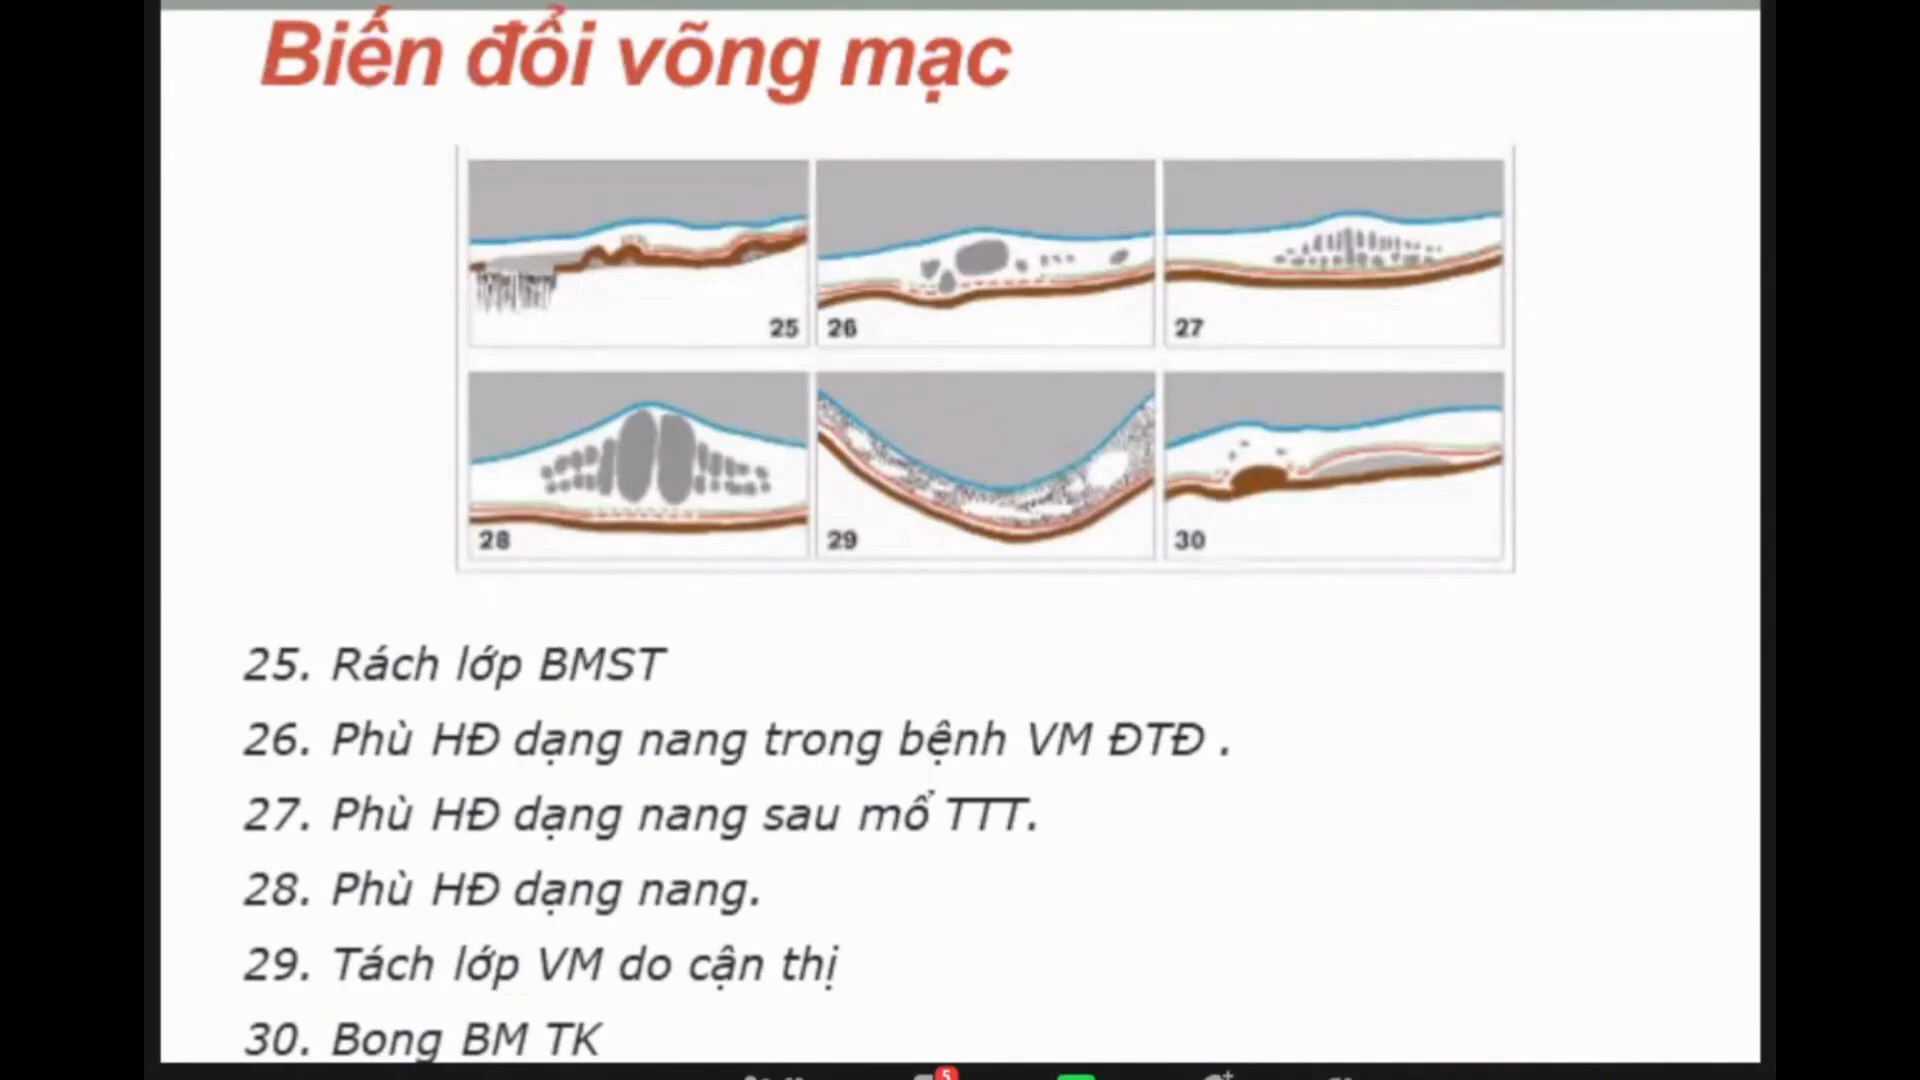 Biến đổi võng mạc
25
26
27
28
29
30
25. Rách lớp BMST
26. Phù HĐ dạng nang trong bệnh VM ĐTĐ .
27. Phù HĐ dạng nang sau mổ TTT.
28. Phù HĐ dạng nang.
29. Tách lớp VM do cận thị
30. Bong BM TK
5